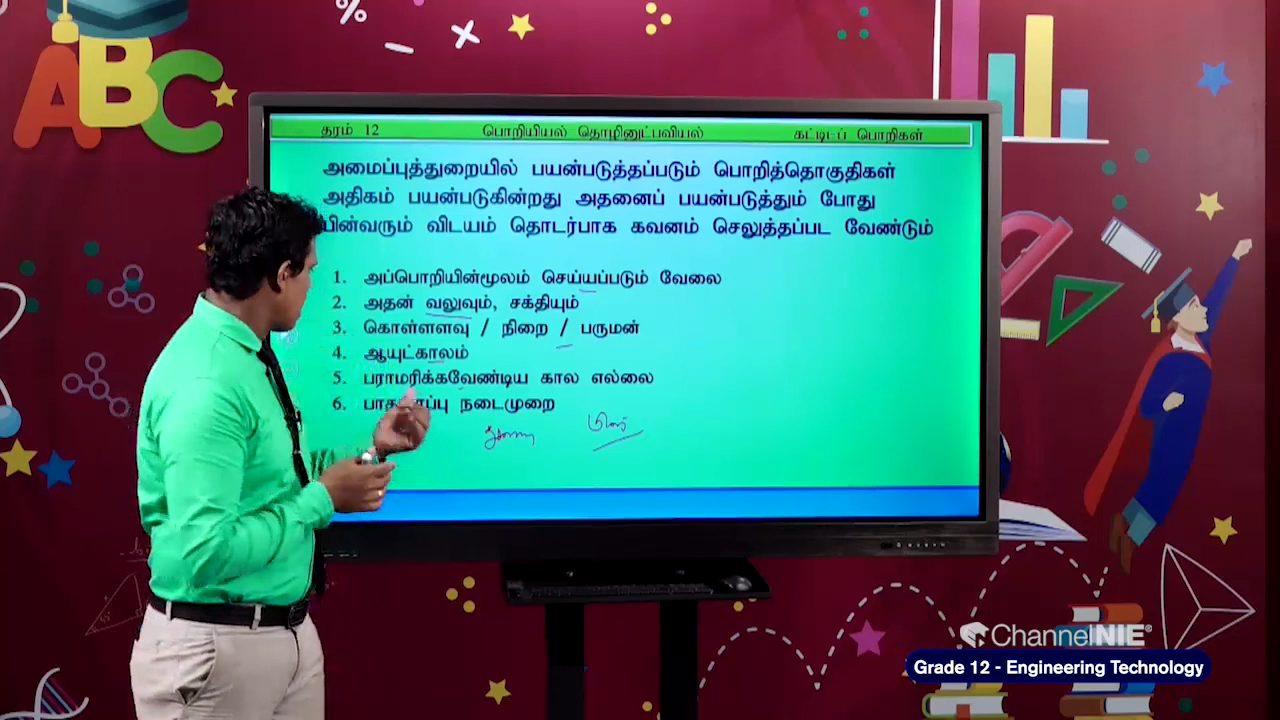 ABC
%
தரம் 12 பொறியியல் தொழினுட்பவியல் கட்டிடப் பொறிகள்
அமைப்புத்துறையில் பயன்படுத்தப்படும் பொறித்தொகுதிகள்
அதிகம் பயன்படுகின்றது அதனைப் பயன்படுத்தும் போது
பின்வரும் விடயம் தொடர்பாக கவனம் செலுத்தப்பட வேண்டும்
1. அப்பொறியின்மூலம் செய்யப்படும் வேலை
2. அதன் வலுவும், சக்தியும்
3. கொள்ளளவு / நிறை / பருமன்
4. ஆயுட்காலம்
5. பராமரிக்கவேண்டிய கால எல்லை
6. நடைமுறை
ChannelNIE®
Grade 12 - Engineering Technology